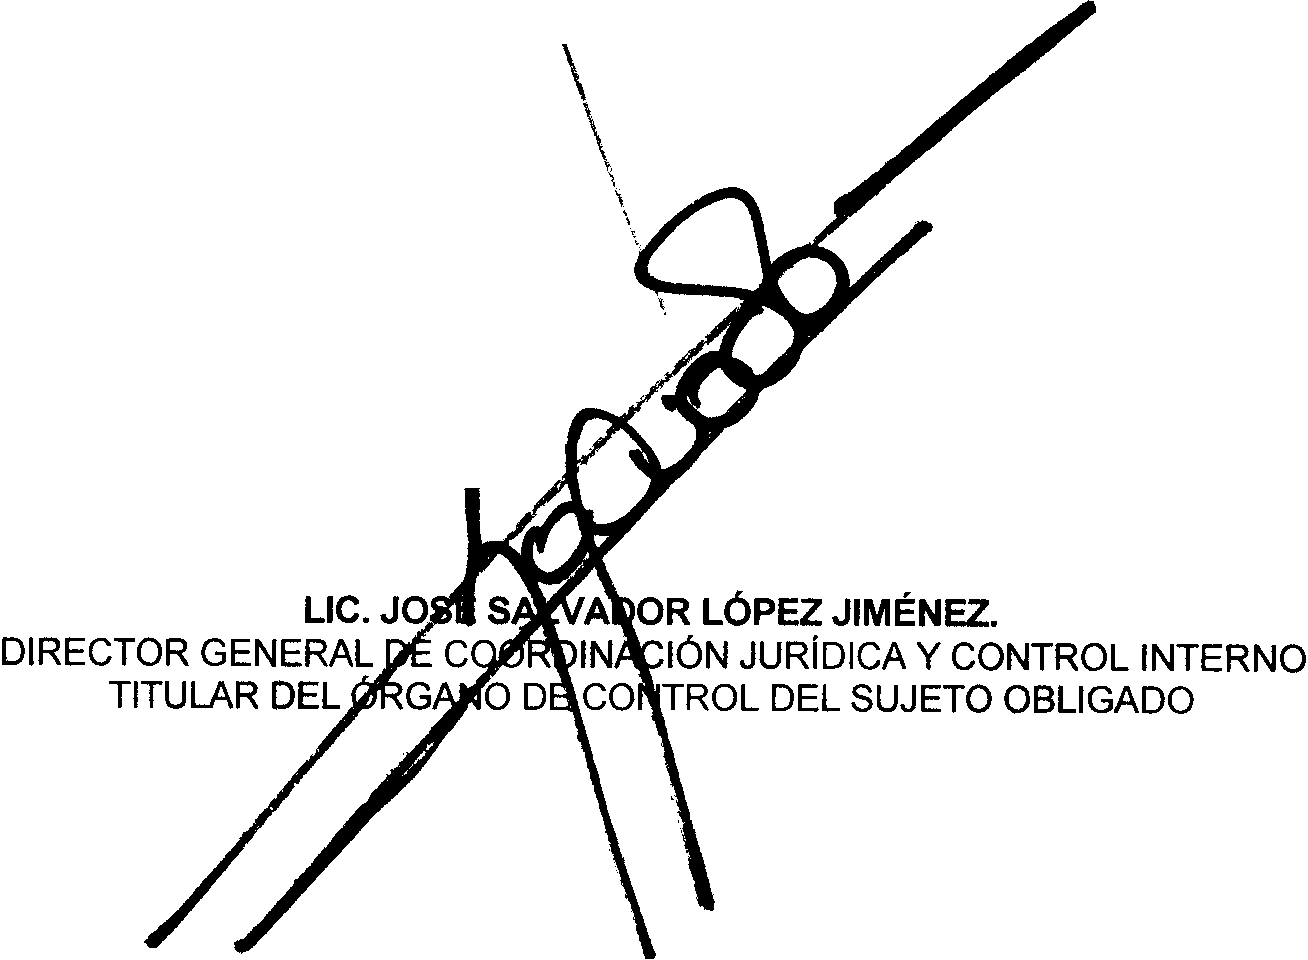 LIC. JOSÉ SALVADOR LÓPEZ JIMÉNEZ.
DIRECTOR GENERAL DE COORDINACIÓN JURÍDICA Y CONTROL INTERNO
TITULAR DEL ÓRGANO DE CONTROL DEL SUJETO OBLIGADO